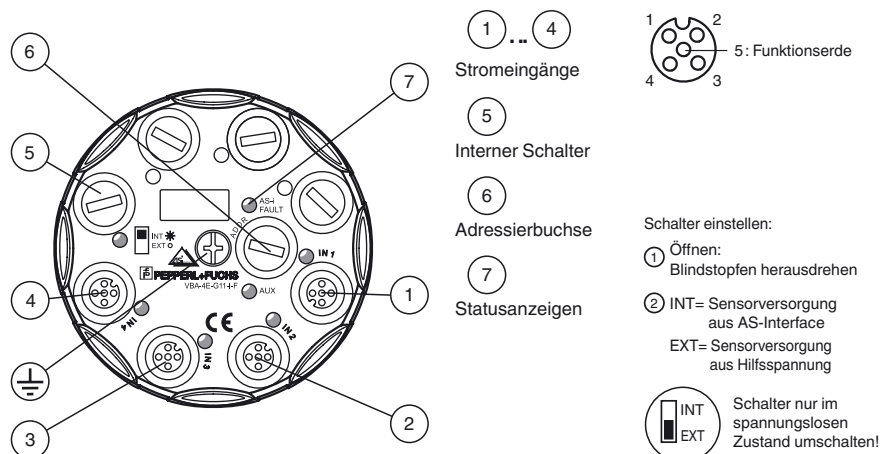 6
7
5
4
1
3
2
AS-i
FAULT
ADDR
INT
EXT
IN 1
PEPPERL+FUCHS
VBA-4E-G11-I-F
AUX
IN 4
IN 2
IN 3
CE
1 ... 4
Stromeingänge
5
Interner Schalter
6
Adressierbuchse
7
Statusanzeigen
1 2
5: Funktionserde
4 3
Schalter einstellen:
1 Öffnen:
Blindstopfen herausdrehen
2 INT= Sensorversorgung
aus AS-Interface
EXT= Sensorversorgung
aus Hilfsspannung
INT
EXT
Schalter nur im
spannungslosen
Zustand umschalten!